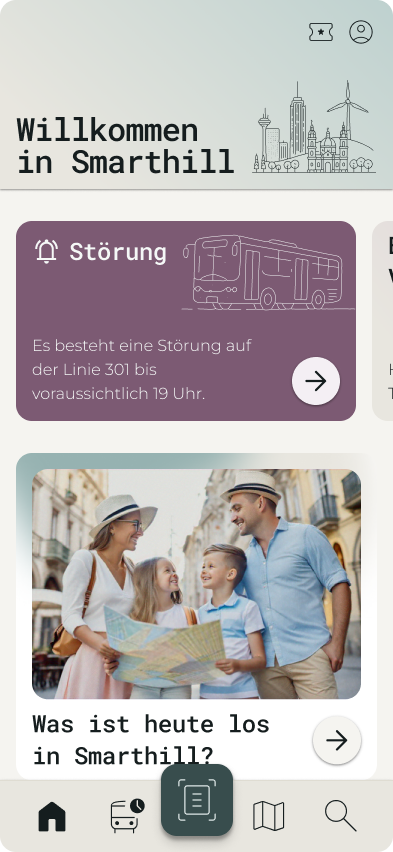 Willkommen
in Smarthill
Störung
Es besteht eine Störung auf
der Linie 301 bis
voraussichtlich 19 Uhr.
Was ist heute los
in Smarthill?